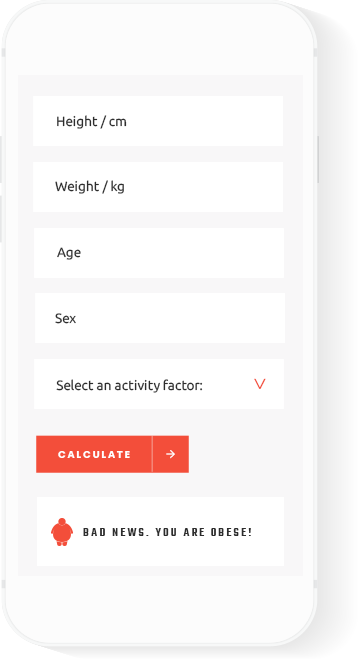 Height / cm
Weight / kg
Age
Sex
Select an activity factor:
CALCULATE
BAD NEWS. YOU ARE OBESE!